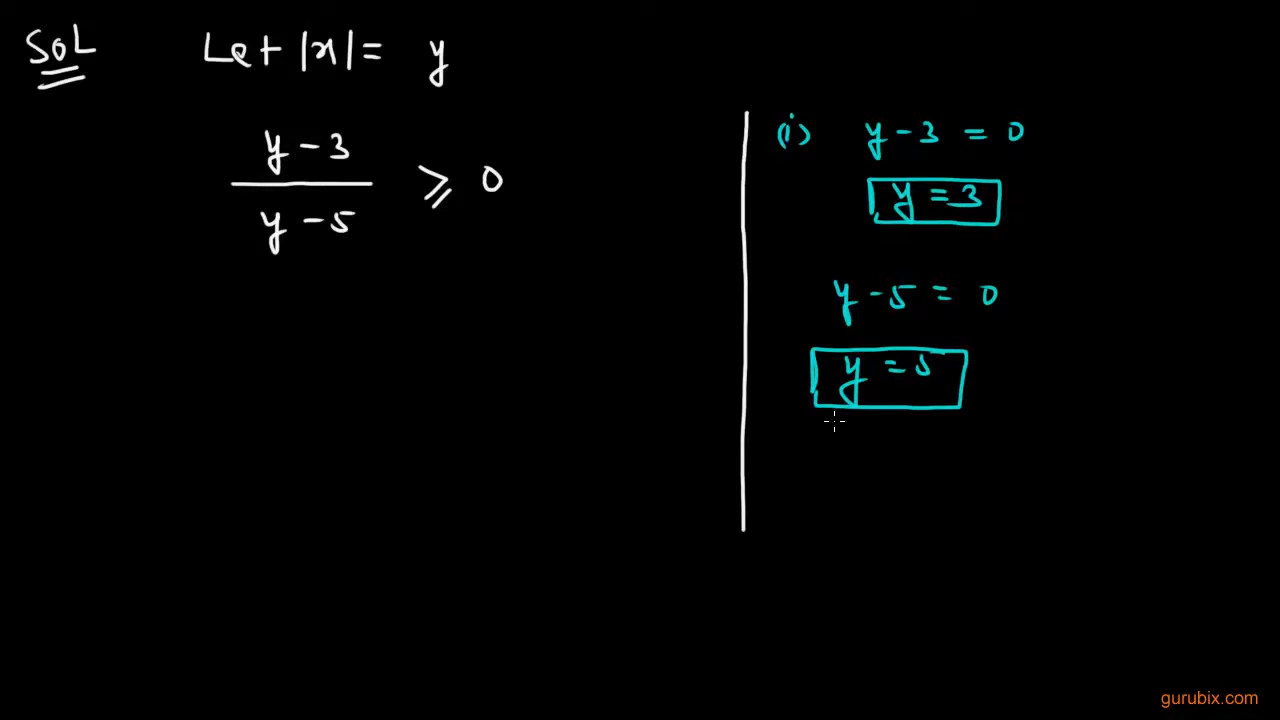 SOL Let |x| = y
y - 3
y - 5
≥ 0
(i) y - 3 = 0
y = 3
y - 5 = 0
y = 5
gurubix.com